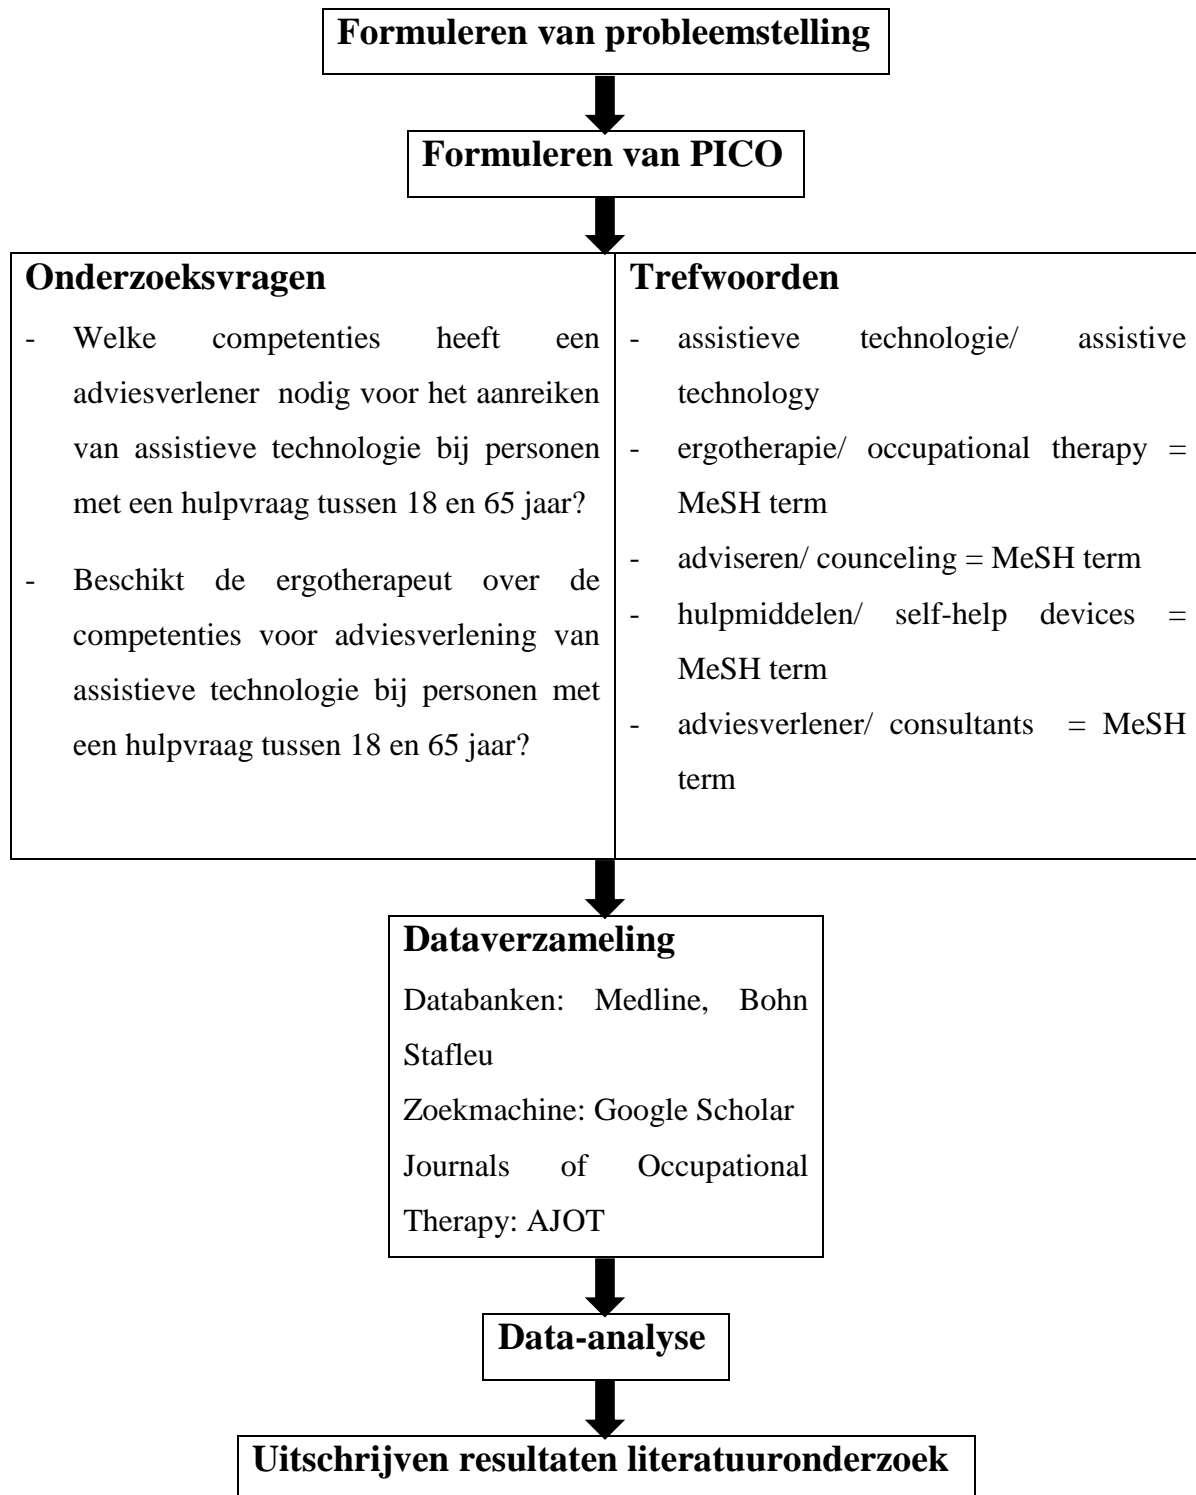 Formuleren van probleemstelling
Formuleren van PICO
Onderzoeksvragen
- Welke competenties heeft een
adviesverlener nodig voor het aanreiken
van assistieve technologie bij personen
met een hulpvraag tussen 18 en 65 jaar?
- Beschikt de ergotherapeut over de
competenties voor adviesverlening van
assistieve technologie bij personen met
een hulpvraag tussen 18 en 65 jaar?
Trefwoorden
- assistieve technologie/ assistive
technology
- ergotherapie/ occupational therapy =
MeSH term
- adviseren/ counceling = MeSH term
- hulpmiddelen/ self-help devices =
MeSH term
- adviesverlener/ consultants = MeSH
term
Dataverzameling
Databanken: Medline, Bohn
Stafleu
Zoekmachine: Google Scholar
Journals of Occupational
Therapy: AJOT
Data-analyse
Uitschrijven resultaten literatuuronderzoek